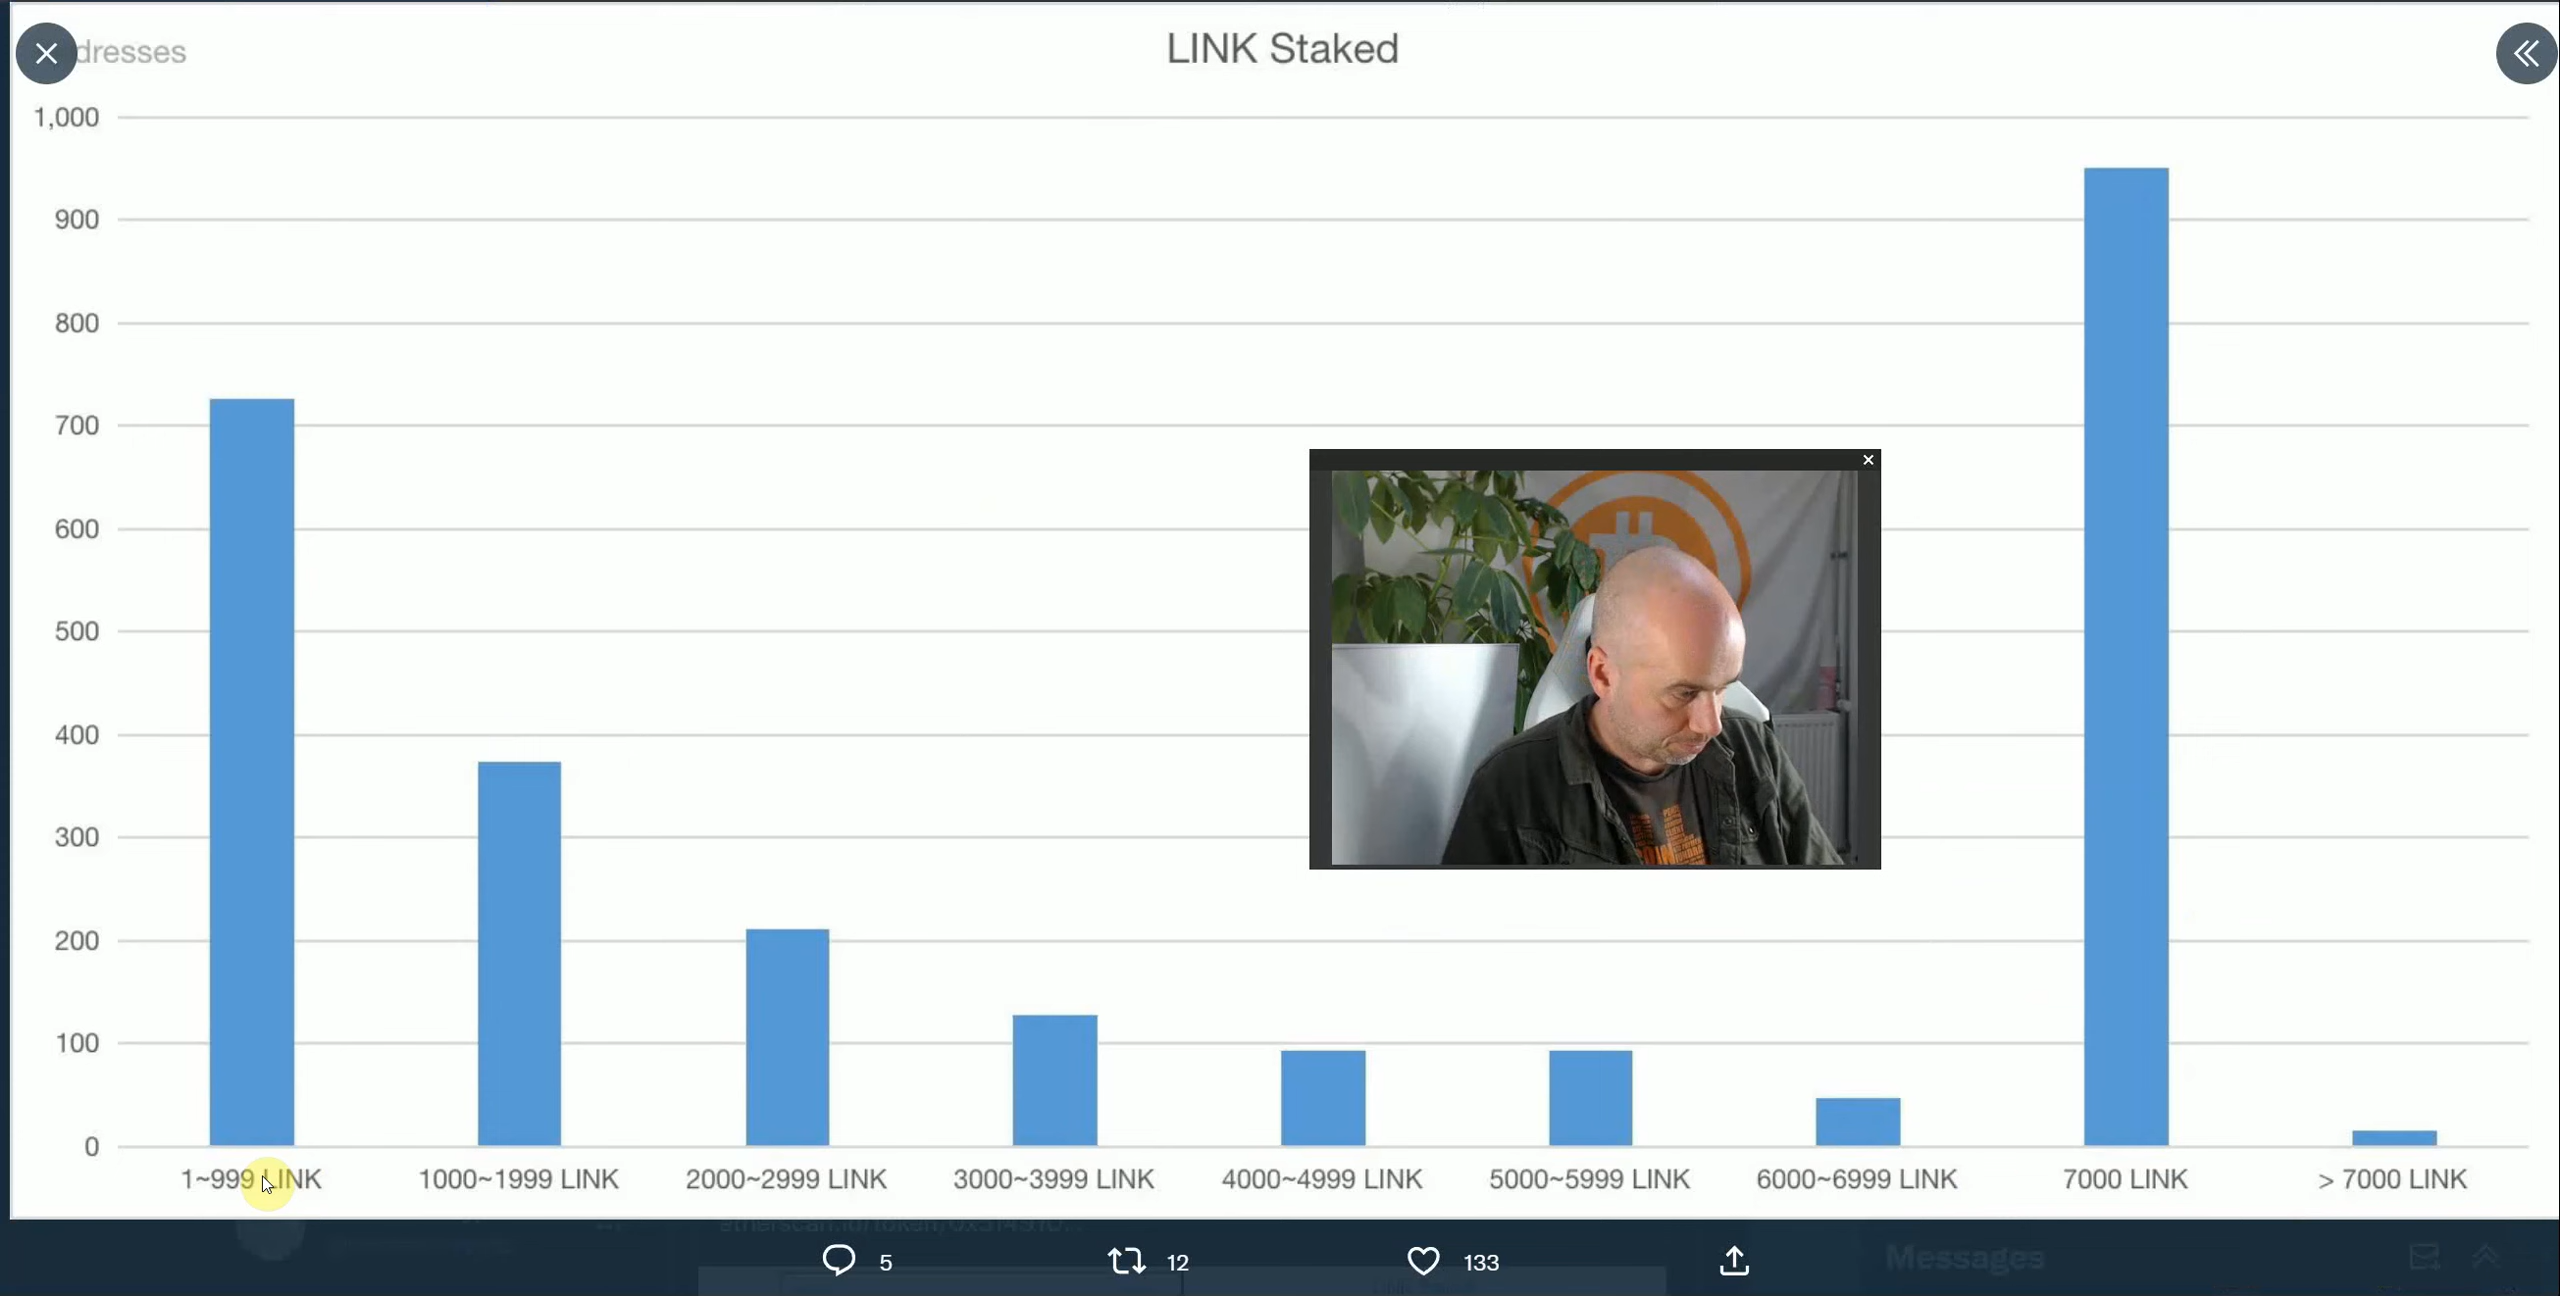 dresses
LINK Staked
1,000
900
800
700
600
500
400
300
200
100
0
1~999 LINK
1000~1999 LINK
2000~2999 LINK
3000~3999 LINK
4000~4999 LINK
5000~5999 LINK
6000~6999 LINK
7000 LINK
> 7000 LINK
5
12
133
Messages